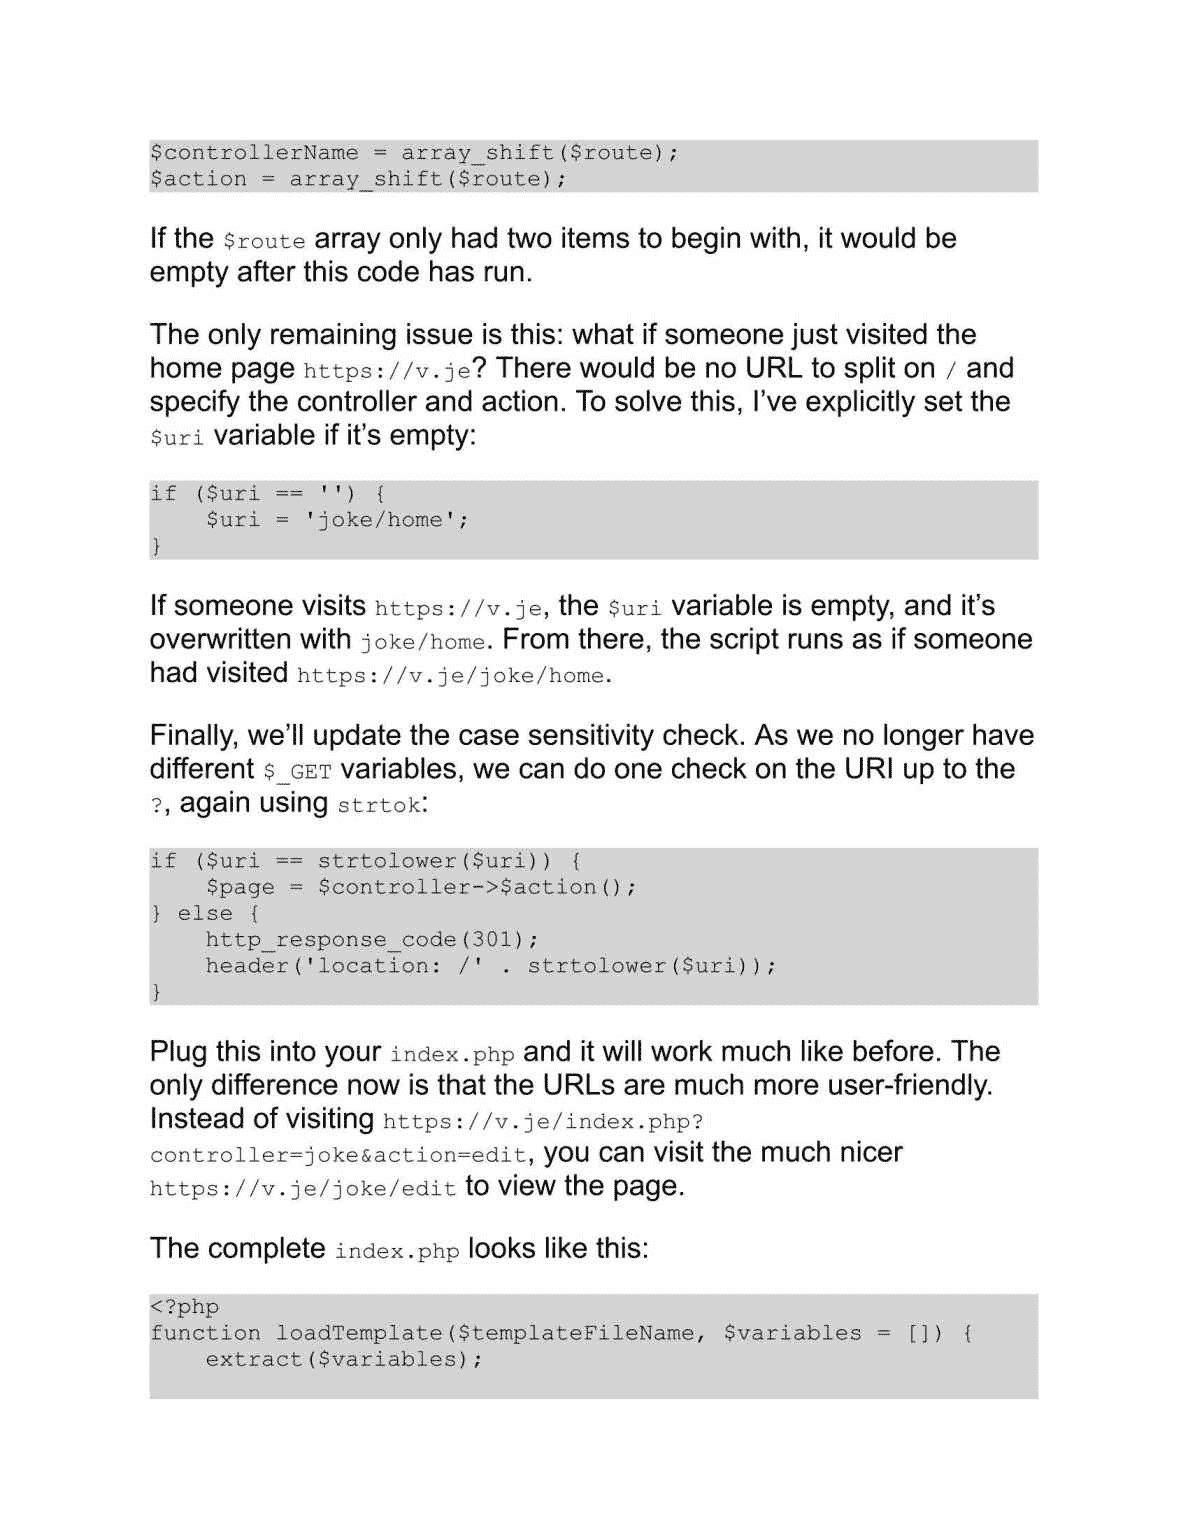 $controllerName = array_shift($route);
$action = array_shift($route);
If the $route array only had two items to begin with, it would be
empty after this code has run.
The only remaining issue is this: what if someone just visited the
home page https://v.je? There would be no URL to split on / and
specify the controller and action. To solve this, I’ve explicitly set the
$uri variable if it’s empty:
if ($uri == '') {
    $uri = 'joke/home';
}
If someone visits https://v.je, the $uri variable is empty, and it’s
overwritten with joke/home. From there, the script runs as if someone
had visited https://v.je/joke/home.
Finally, we’ll update the case sensitivity check. As we no longer have
different $_GET variables, we can do one check on the URI up to the
?, again using strtok:
if ($uri == strtolower($uri)) {
    $page = $controller->$action();
} else {
    http_response_code(301);
    header('location: /' . strtolower($uri));
}
Plug this into your index.php and it will work much like before. The
only difference now is that the URLs are much more user-friendly.
Instead of visiting https://v.je/index.php?
controller=joke&action=edit, you can visit the much nicer
https://v.je/joke/edit to view the page.
The complete index.php looks like this:
<?php
function loadTemplate($templateFileName, $variables = []) {
    extract($variables);